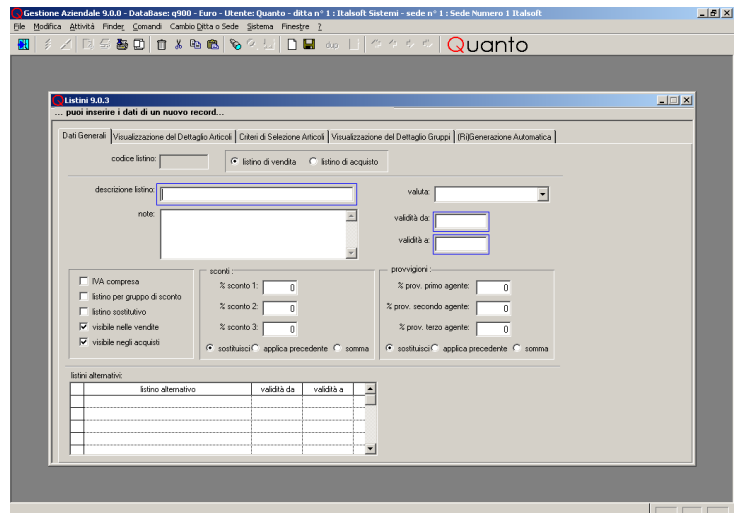 Gestione Aziendale 9.0.0 - DataBase: q900 - Euro - Utente: Quanto - ditta n° 1 : Italsoft Sistemi - sede n° 1 : Sede Numero 1 Italsoft
File Modifica Attività Finder Comandi Cambio Ditta o Sede Sistema Finestre ?
dup
Quanto
Listini 9.0.3
... puoi inserire i dati di un nuovo record...
Dati Generali Visualizzazione del Dettaglio Articoli Criteri di Selezione Articoli Visualizzazione del Dettaglio Gruppi (Ri)Generazione Automatica
codice listino: listino di vendita listino di acquisto
descrizione listino: valuta:
note: validità da:
validità a:
sconti : provvigioni :
IVA compresa % sconto 1: 0 % prov. primo agente: 0
listino per gruppo di sconto
listino sostitutivo % sconto 2: 0 % prov. secondo agente: 0
visibile nelle vendite % sconto 3: 0 % prov. terzo agente: 0
visibile negli acquisti sostituisci applica precedente somma sostituisci applica precedente somma
listini alternativi:
listino alternativo validità da validità a